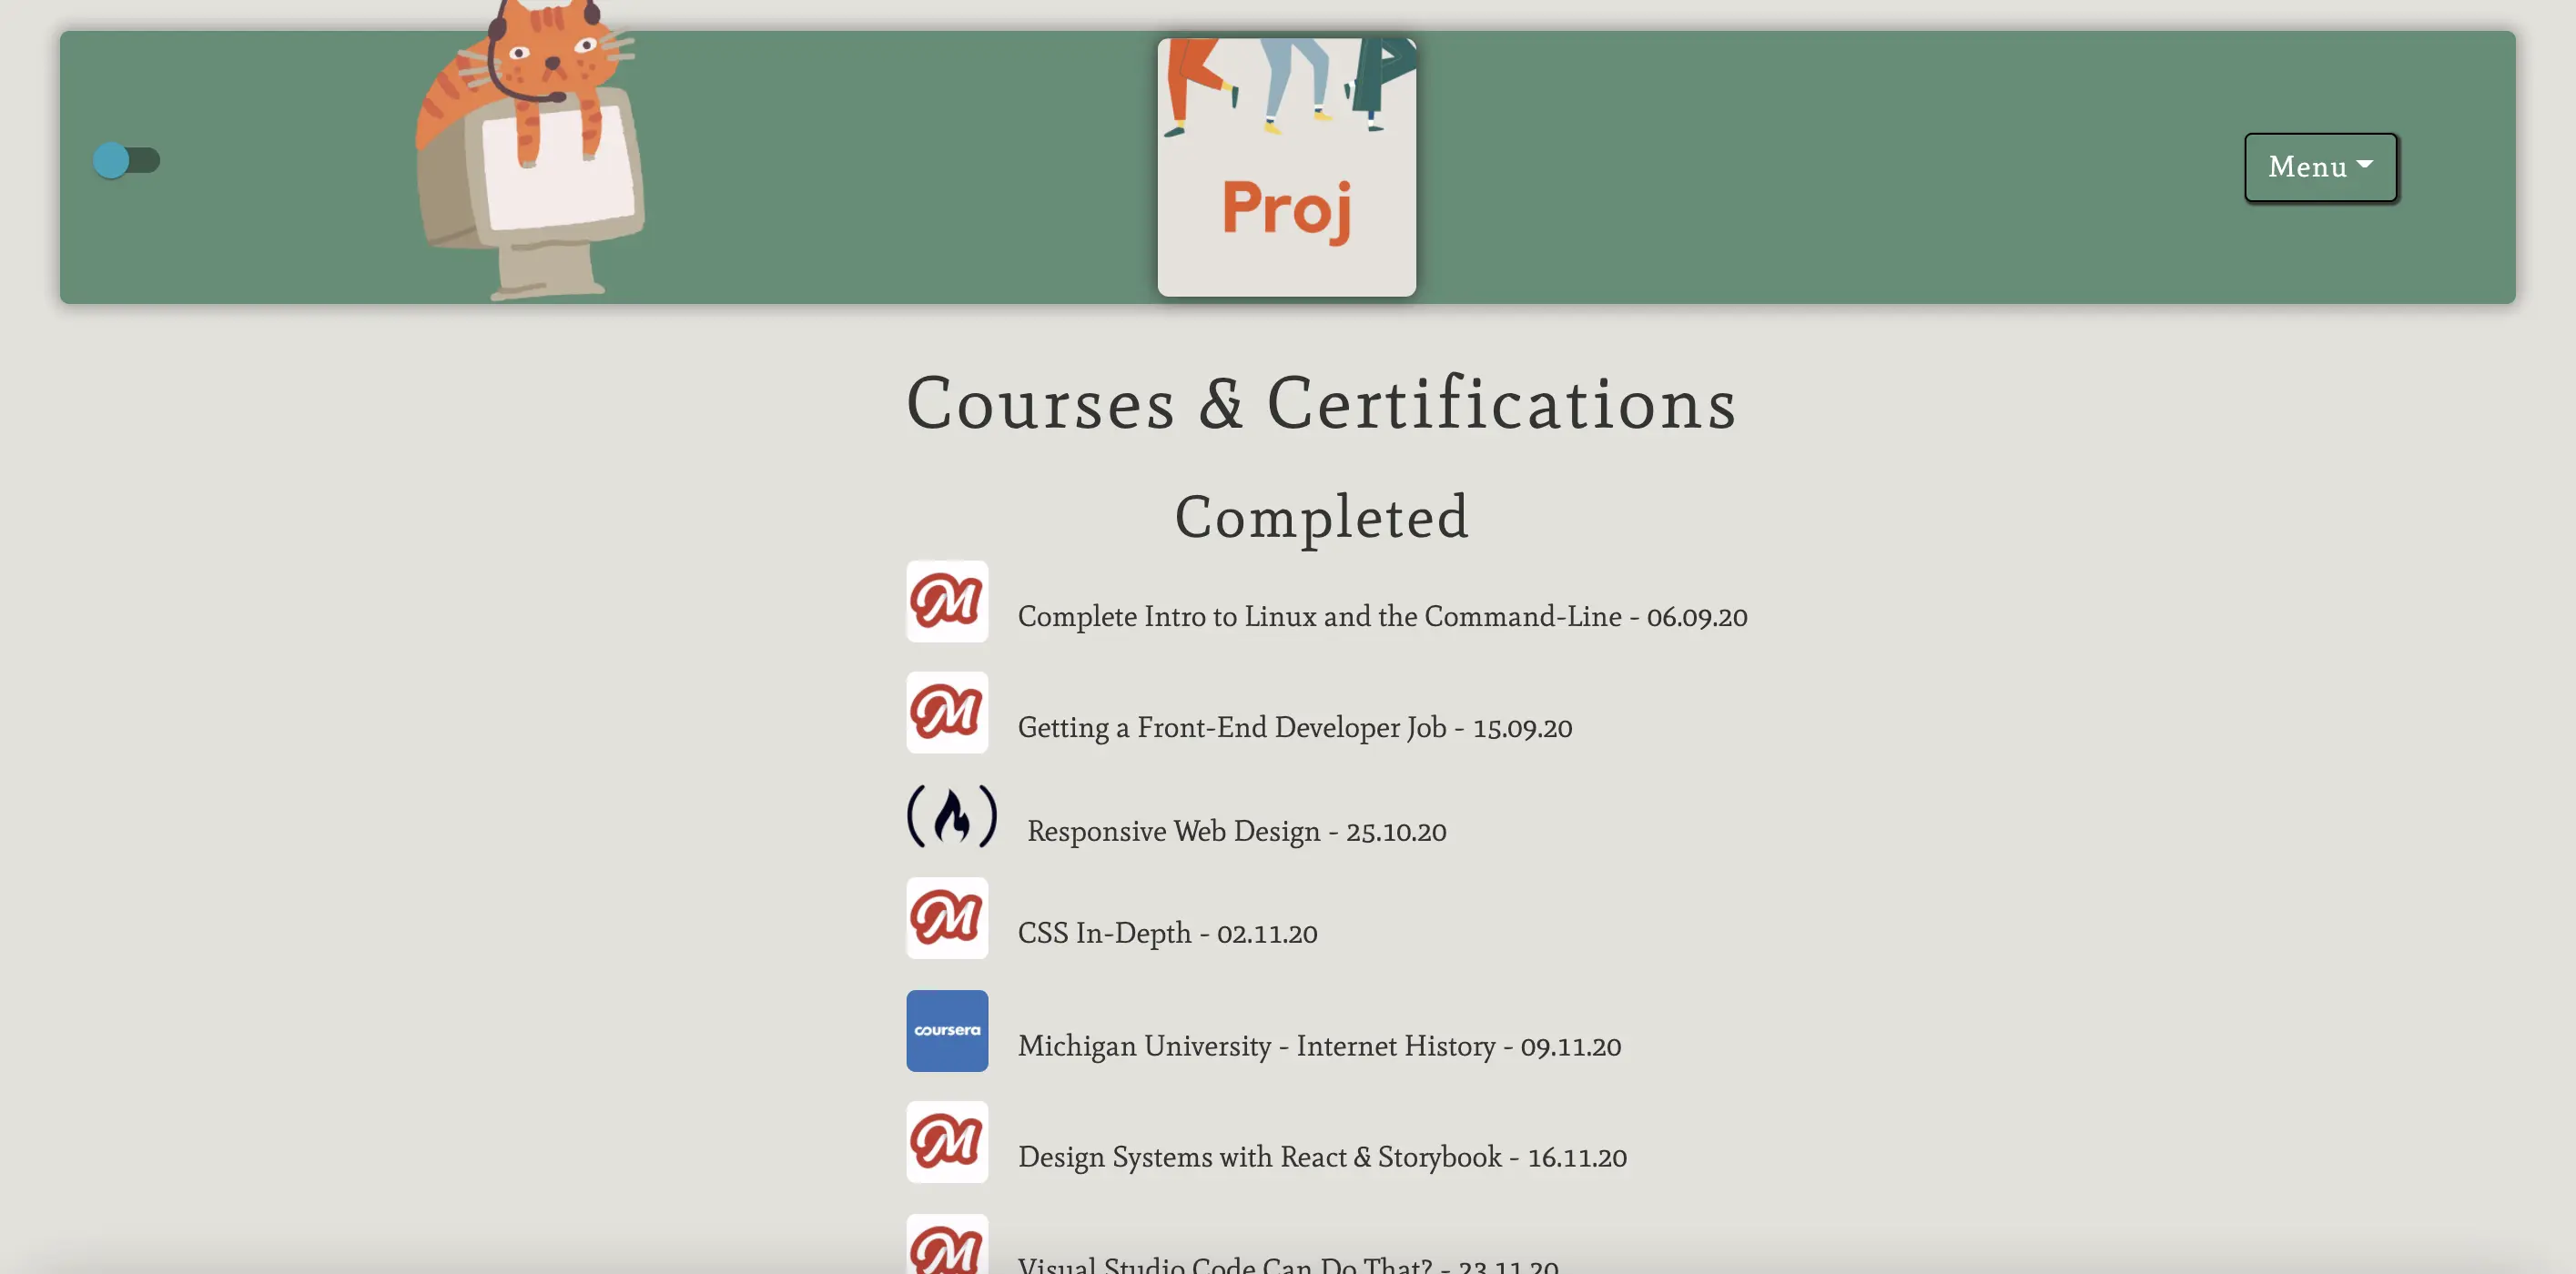 Proj
Menu
Courses & Certifications
Completed
M
Complete Intro to Linux and the Command-Line - 06.09.20
M
Getting a Front-End Developer Job - 15.09.20
Responsive Web Design - 25.10.20
M
CSS In-Depth - 02.11.20
coursera
Michigan University - Internet History - 09.11.20
M
Design Systems with React & Storybook - 16.11.20
M
Visual Studio Code Can Do That? - 23.11.20